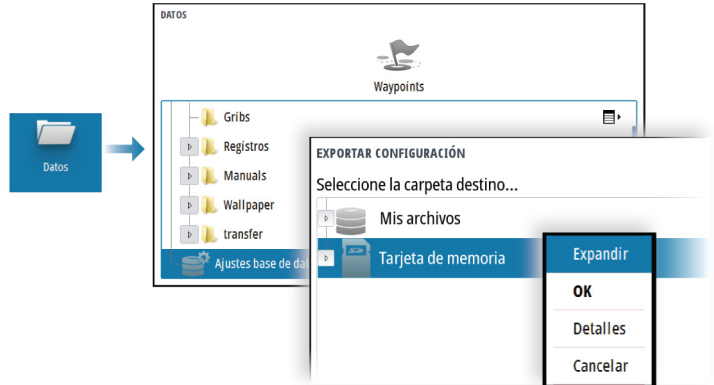 DATOS
Waypoints
Gribs
Registros
Manuals
Wallpaper
transfer
Ajustes base de dat
Datos
EXPORTAR CONFIGURACIÓN
Seleccione la carpeta destino...
Mis archivos
Tarjeta de memoria
Expandir
OK
Detalles
Cancelar